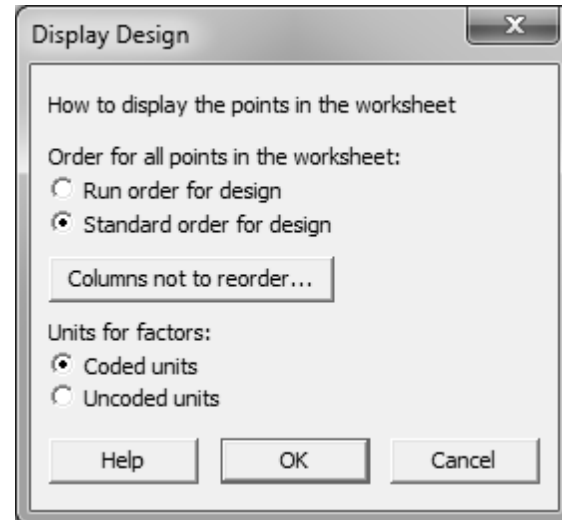 Display Design
X
How to display the points in the worksheet
Order for all points in the worksheet:
Run order for design
Standard order for design
Columns not to reorder...
Units for factors:
Coded units
Uncoded units
Help OK Cancel